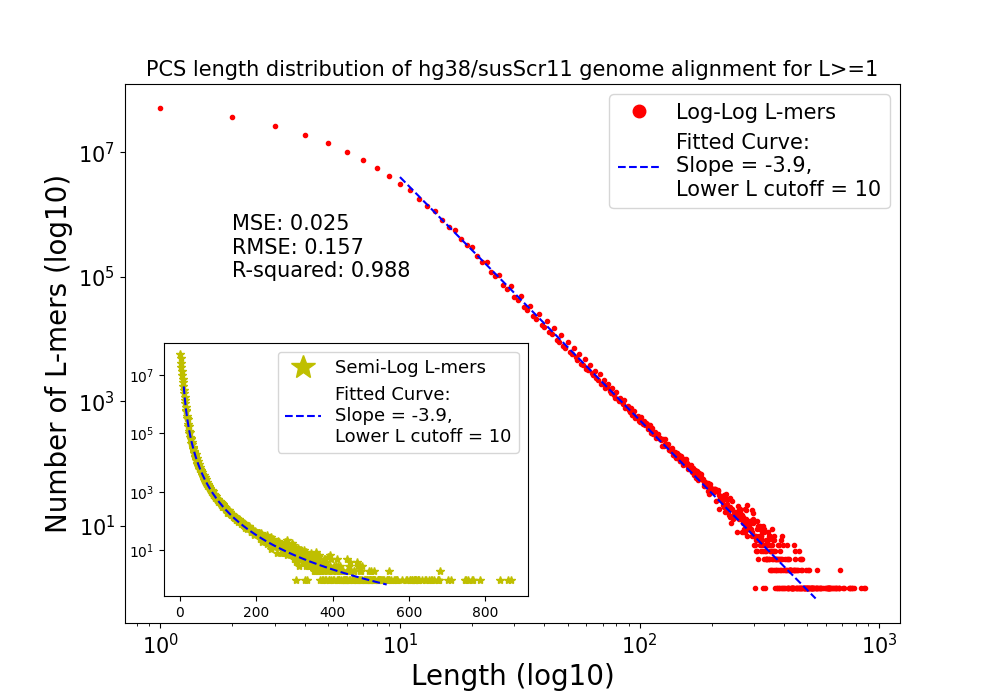 PCS length distribution of hg38/susScr11 genome alignment for L>=1
Number of L-mers (log10)
10^7
10^5
10^3
10^1
Log-Log L-mers
Fitted Curve:
Slope = -3.9,
Lower L cutoff = 10
MSE: 0.025
RMSE: 0.157
R-squared: 0.988
10^7
10^5
10^3
10^1
Semi-Log L-mers
Fitted Curve:
Slope = -3.9,
Lower L cutoff = 10
0 200 400 600 800
10^0 10^1 10^2 10^3
Length (log10)